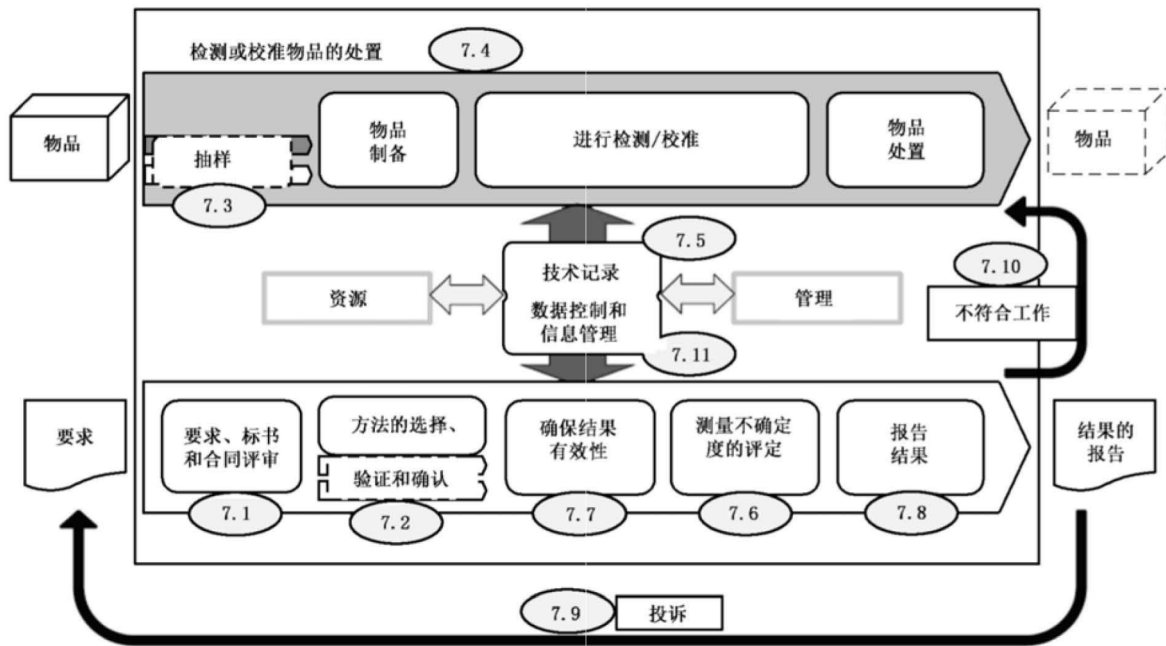 检测或校准物品的处置
7.4
物品
抽样
7.3
物品
制备
进行检测/校准
物品
处置
物品
7.5
技术记录
数据控制和
信息管理
7.11
资源
管理
7.10
不符合工作
要求
要求、标书
和合同评审
7.1
方法的选择、
验证和确认
7.2
确保结果
有效性
7.7
测量不确定
度的评定
7.6
报告
结果
7.8
结果的
报告
7.9
投诉